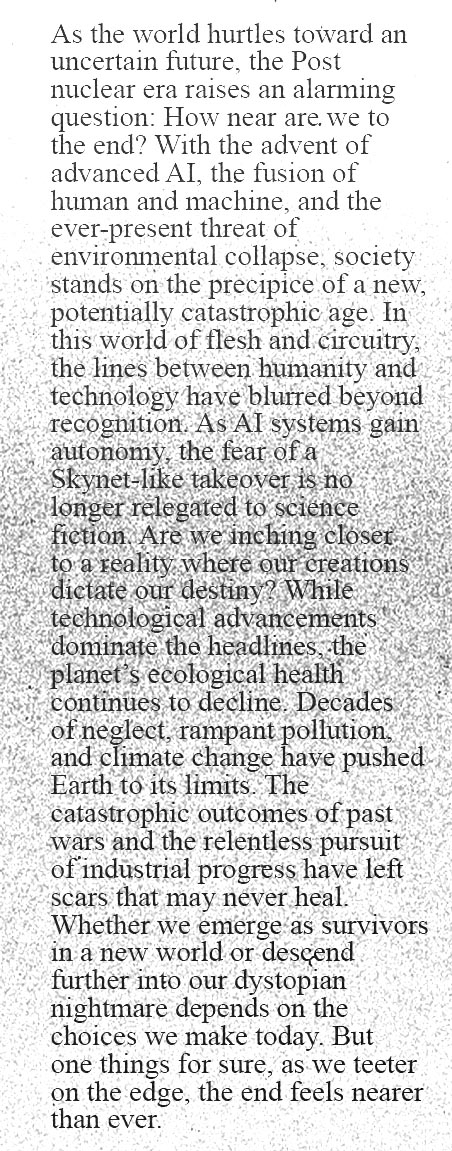 As the world hurtles toward an
uncertain future, the Post
nuclear era raises an alarming
question: How near are we to
the end? With the advent of
advanced AI, the fusion of
human and machine, and the
ever-present threat of
environmental collapse, society
stands on the precipice of a new,
potentially catastrophic age. In
this world of flesh and circuitry,
the lines between humanity and
technology have blurred beyond
recognition. As AI systems gain
autonomy, the fear of a
Skynet-like takeover is no
longer relegated to science
fiction. Are we inching closer
to a reality where our creations
dictate our destiny? While
technological advancements
dominate the headlines, the
planet’s ecological health
continues to decline. Decades
of neglect, rampant pollution,
and climate change have pushed
Earth to its limits. The
catastrophic outcomes of past
wars and the relentless pursuit
of industrial progress have left
scars that may never heal.
Whether we emerge as survivors
in a new world or descend
further into our dystopian
nightmare depends on the
choices we make today. But
one things for sure, as we teeter
on the edge, the end feels nearer
than ever.